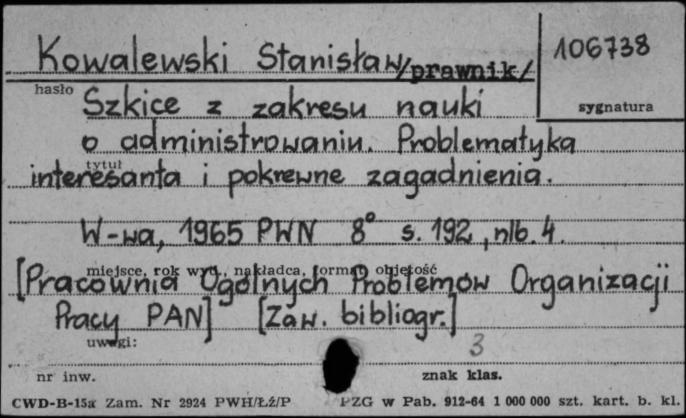 Kowalewski Stanisław /prawnik/
106738
hasło
sygnatura
Szkice z zakresu nauki
o administrowaniu. Problematyka
tytuł
interesanta i pokrewne zagadnienia.
W-wa, 1965 PWN 8° s. 192, nlb. 4.
miejsce, rok wyd., nakładca, format, objętość
[Pracownia Ogólnych Problemów Organizacji
Pracy PAN] [Zaw. bibliogr.]
uwagi:
3
nr inw.
znak klas.
CWD-B-15a Zam. Nr 2924 PWH/Łź/P PZG w Pab. 912-64 1 000 000 szt. kart. b. kl.